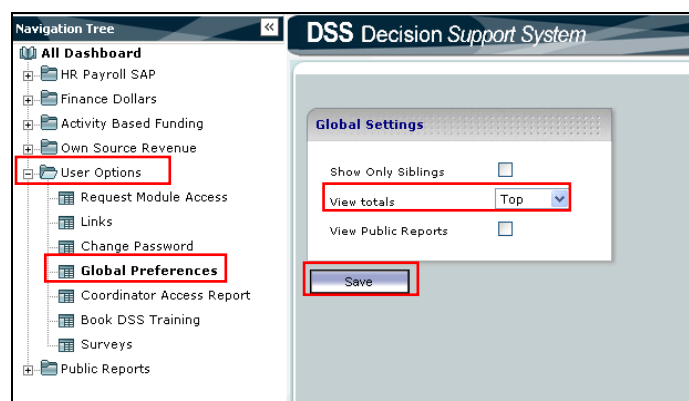 Navigation Tree
«
All Dashboard
HR Payroll SAP
Finance Dollars
Activity Based Funding
Own Source Revenue
User Options
Request Module Access
Links
Change Password
Global Preferences
Coordinator Access Report
Book DSS Training
Surveys
Public Reports
DSS Decision Support System
Global Settings
Show Only Siblings
View totals Top
View Public Reports
Save